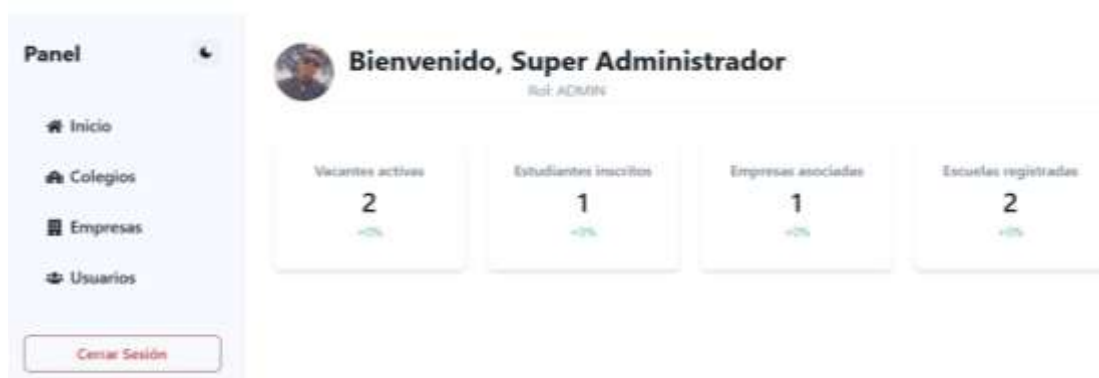 Panel
Inicio
Colegios
Empresas
Usuarios
Cerrar Sesión
Bienvenido, Super Administrador
Rol: ADMIN
Vacantes activas
2
+0%
Estudiantes inscritos
1
+0%
Empresas asociadas
1
+0%
Escuelas registradas
2
+0%